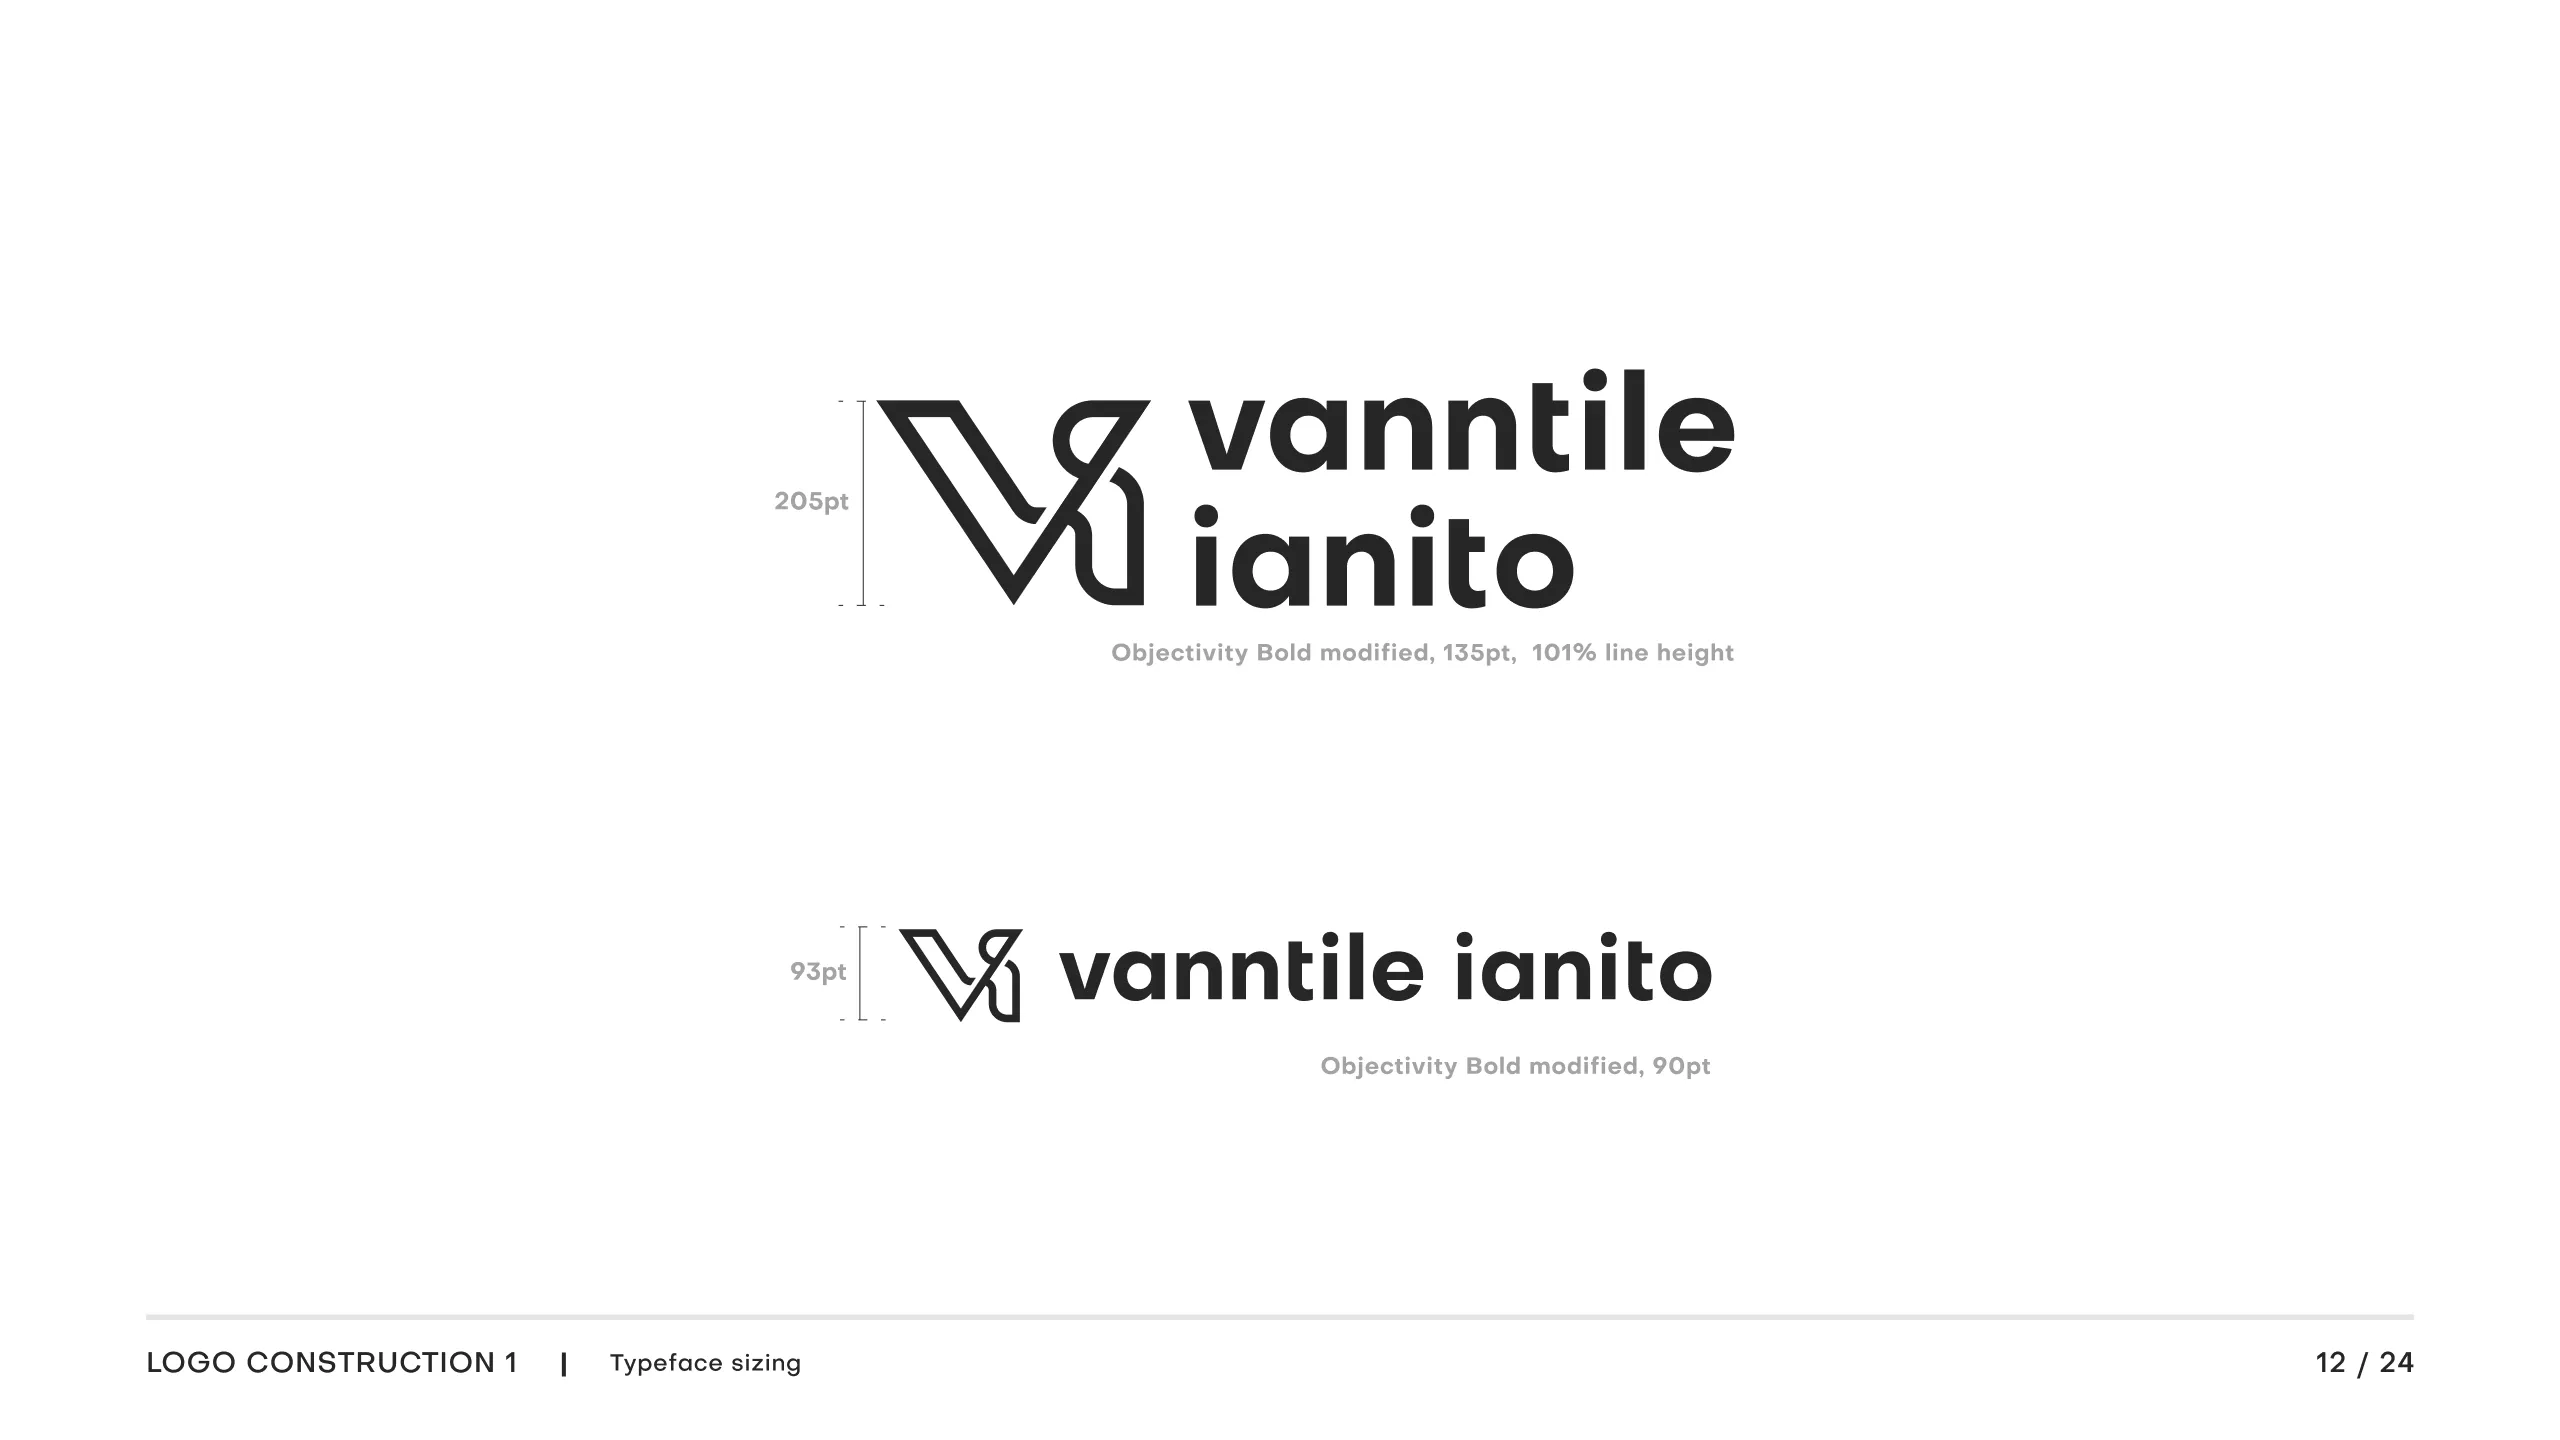 vanntile
ianito
205pt
Objectivity Bold modified, 135pt,  101% line height
93pt
vanntile ianito
Objectivity Bold modified, 90pt
LOGO CONSTRUCTION 1 | Typeface sizing
12 / 24